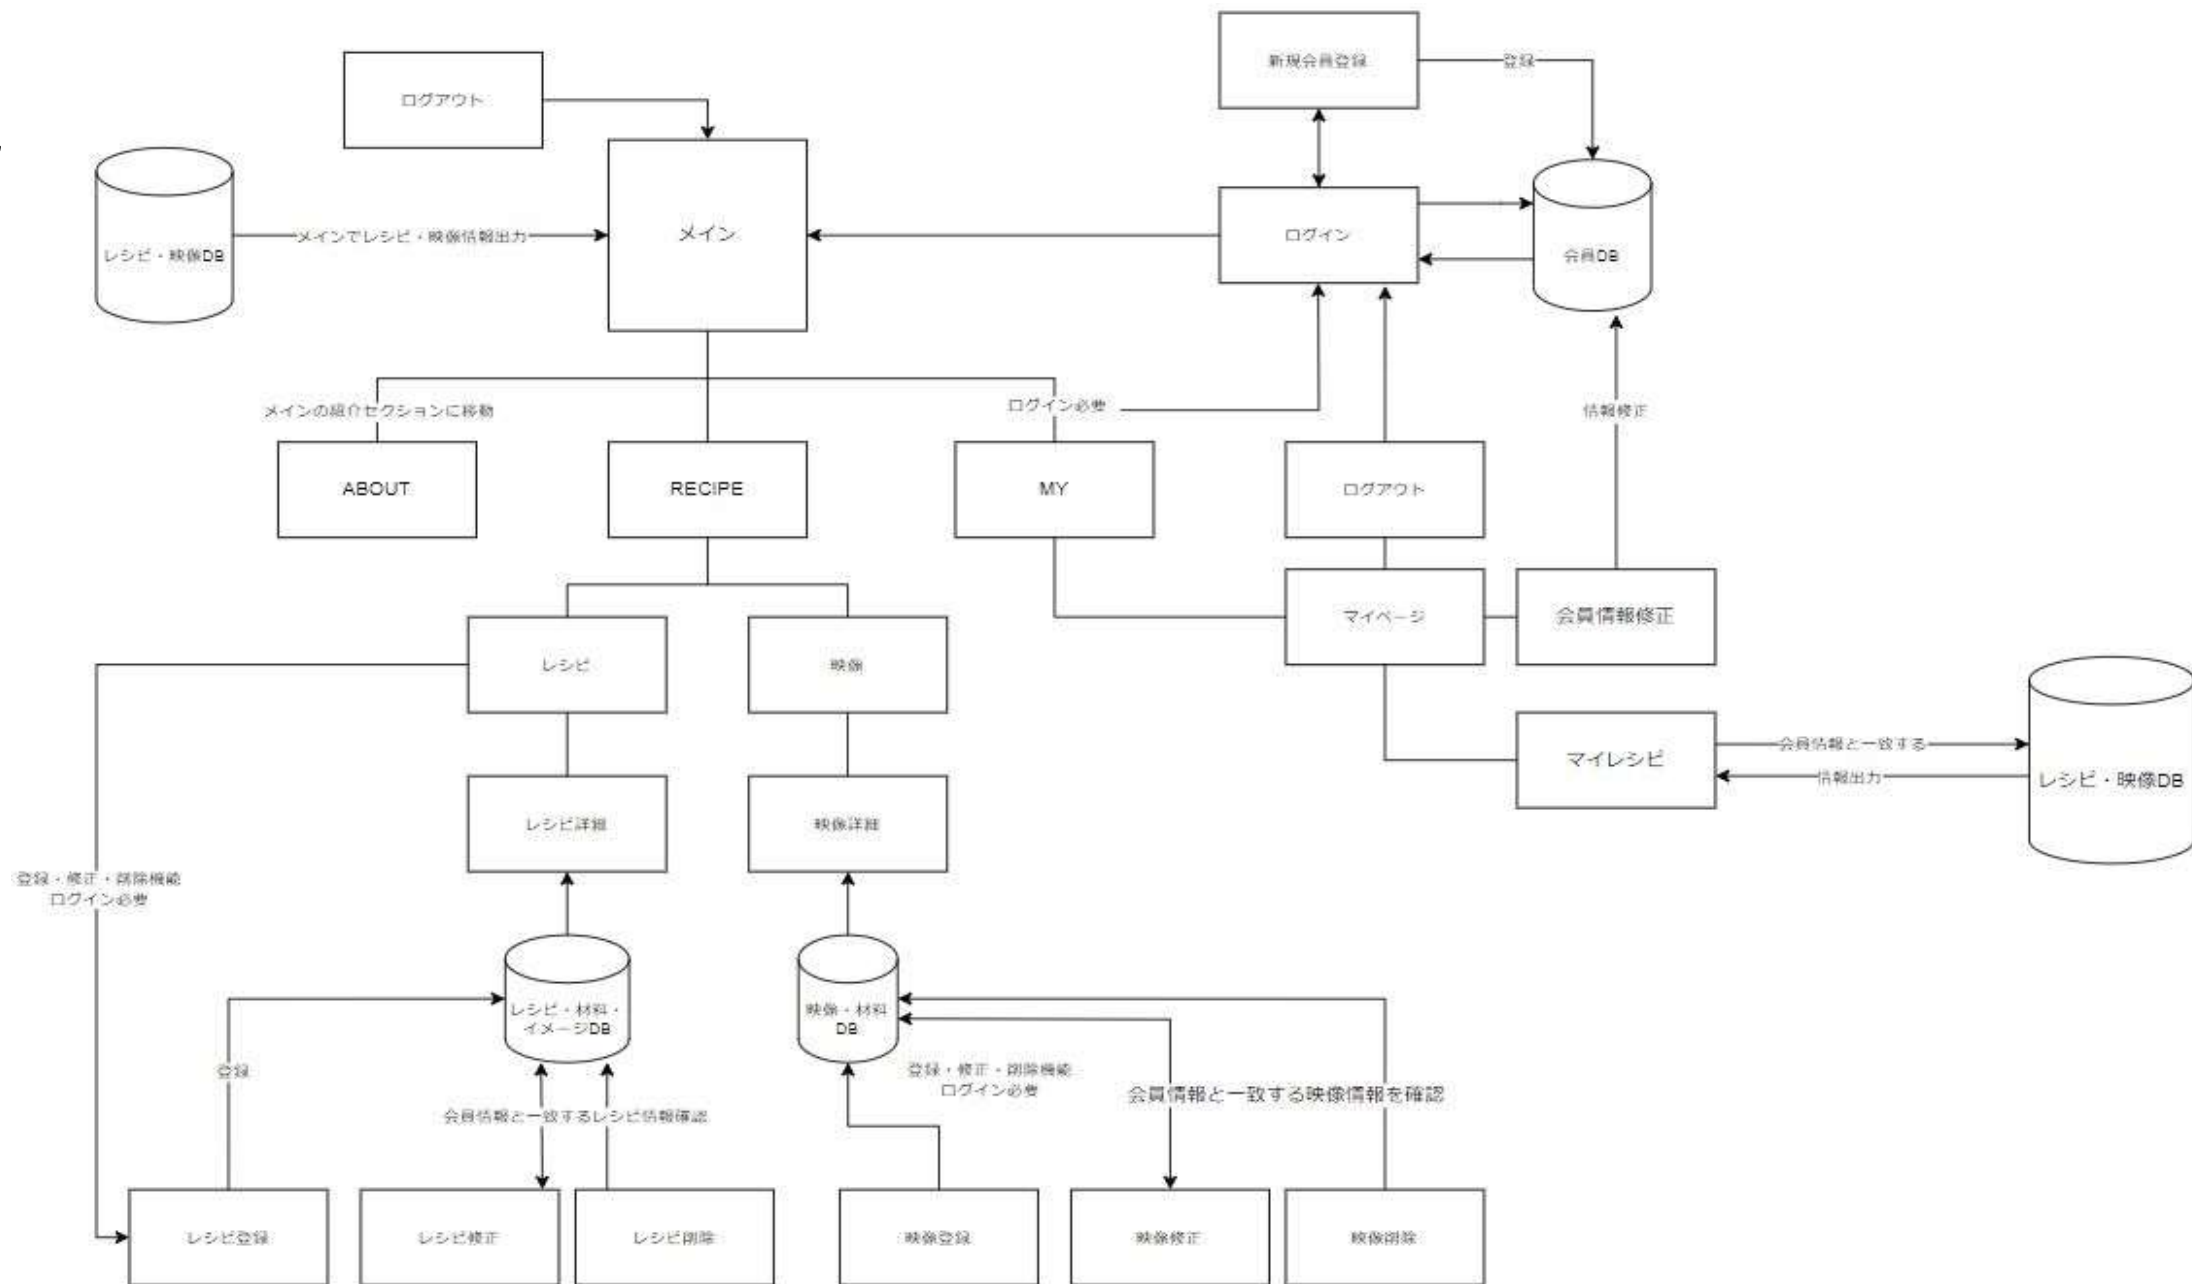 新規会員登録
登録
ログアウト
メイン
メインでレシピ・映像情報出力
レシピ・映像DB
ログイン
会員DB
メインの紹介セクションに移動
ログイン必要
情報修正
ABOUT
RECIPE
MY
ログアウト
マイページ
会員情報修正
レシピ
映像
マイレシピ
会員情報と一致する
情報出力
レシピ・映像DB
レシピ詳細
映像詳細
登録・修正・削除機能
ログイン必要
レシピ・材料・
イメージDB
映像・材料
DB
登録
登録・修正・削除機能
ログイン必要
会員情報と一致するレシピ情報確認
会員情報と一致する映像情報を確認
レシピ登録
レシピ修正
レシピ削除
映像登録
映像修正
映像削除